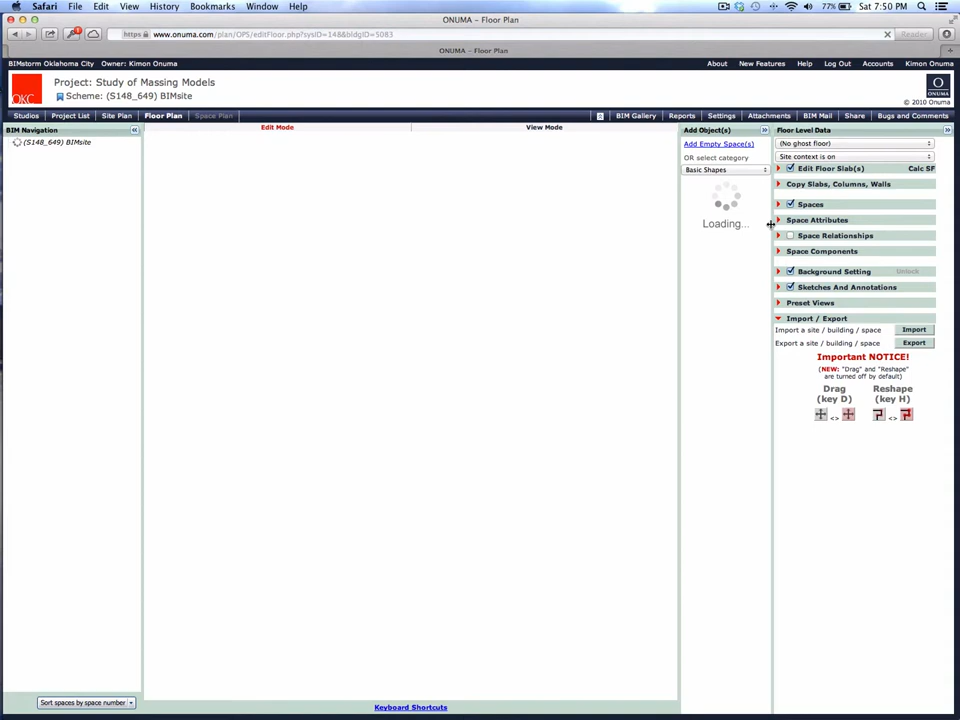 Safari File Edit View History Bookmarks Window Help 77% Sat 7:50 PM
ONUMA – Floor Plan
https www.onuma.com/plan/OPS/editFloor.php?sysID=148&bldgID=5083 Reader
ONUMA – Floor Plan
BIMstorm Oklahoma City Owner: Kimon Onuma About New Features Help Log Out Accounts Kimon Onuma
OKC
Project: Study of Massing Models
Scheme: (S148_649) BIMsite
ONUMA
© 2010 Onuma
Studios Project List Site Plan Floor Plan Space Plan BIM Gallery Reports Settings Attachments BIM Mail Share Bugs and Comments
BIM Navigation
(S148_649) BIMsite
Sort spaces by space number
Edit Mode View Mode
Keyboard Shortcuts
Add Object(s)
Add Empty Space(s)
OR select category
Basic Shapes
Loading...
Floor Level Data
(No ghost floor)
Site context is on
Edit Floor Slab(s) Calc SF
Copy Slabs, Columns, Walls
Spaces
Space Attributes
Space Relationships
Space Components
Background Setting Unlock
Sketches And Annotations
Preset Views
Import / Export
Import a site / building / space Import
Export a site / building / space Export
Important NOTICE!
(NEW: "Drag" and "Reshape"
are turned off by default)
Drag Reshape
(key D) (key H)
<> <>